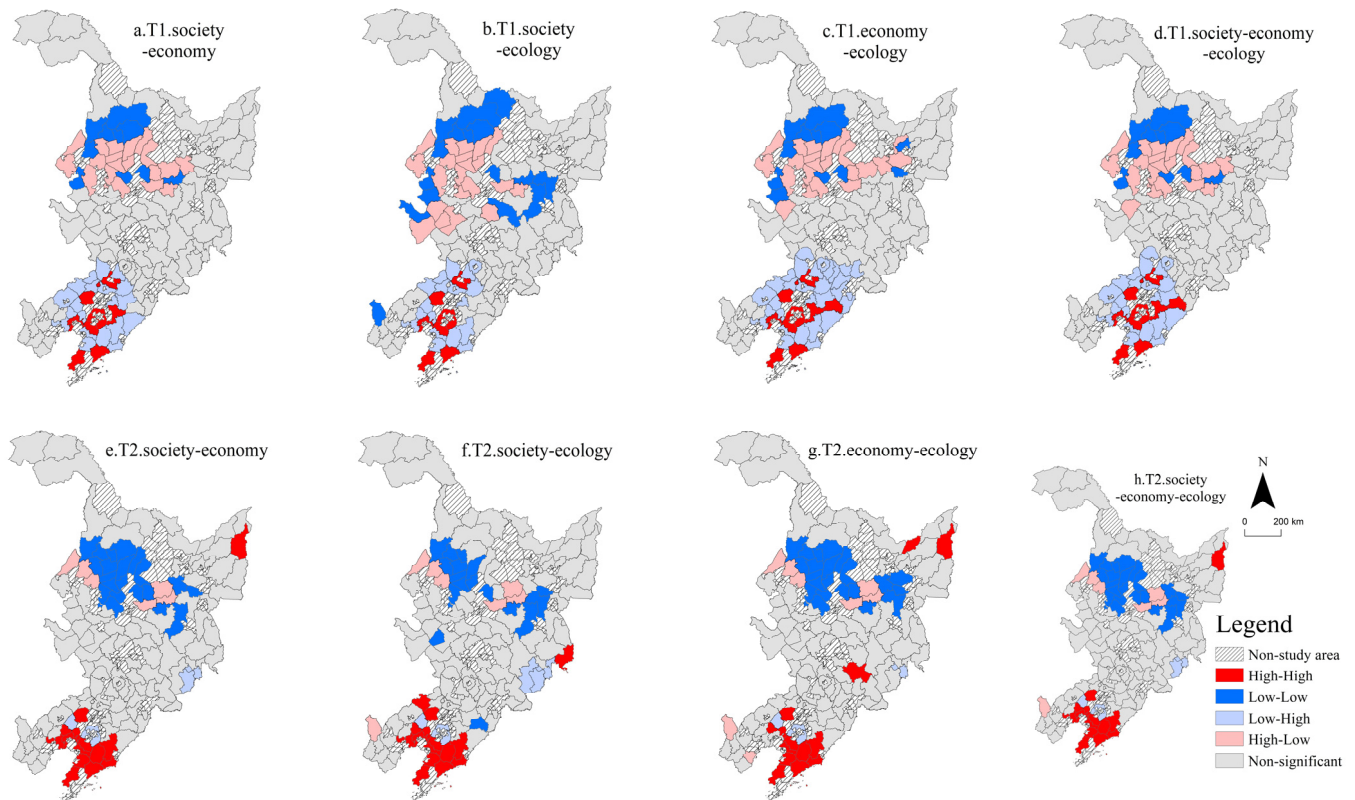 a.T1.society
-economy
b.T1.society
-ecology
c.T1.economy
-ecology
d.T1.society-economy
-ecology
e.T2.society-economy
f.T2.society-ecology
g.T2.economy-ecology
h.T2.society
-economy-ecology
N
0 200 km
Legend
Non-study area
High-High
Low-Low
Low-High
High-Low
Non-significant